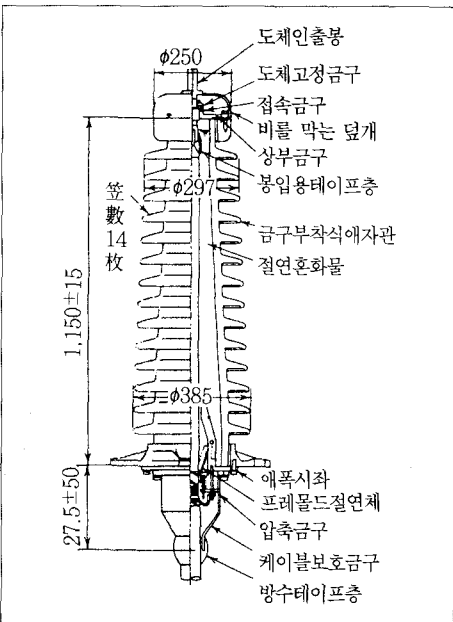 도체인출봉
φ250
도체고정금구
접속금구
비를 막는 덮개
상부금구
봉입용테이프층
φ297
笠數14枚
금구부착식애자관
절연혼화물
1.150±15
φ385
애폭시좌
프레몰드절연체
압축금구
27.5±50
케이블보호금구
방수테이프층